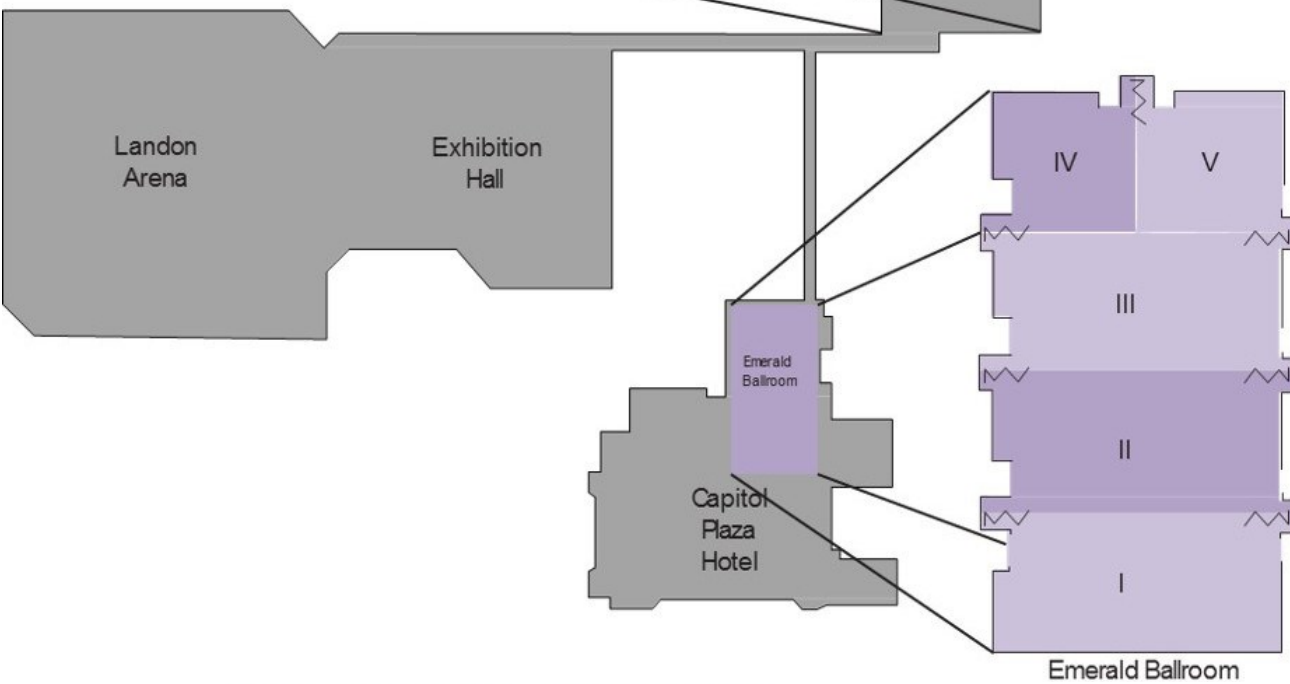 Landon
Arena
Exhibition
Hall
IV
V
III
Emerald
Ballroom
II
Capitol
Plaza
Hotel
I
Emerald Ballroom